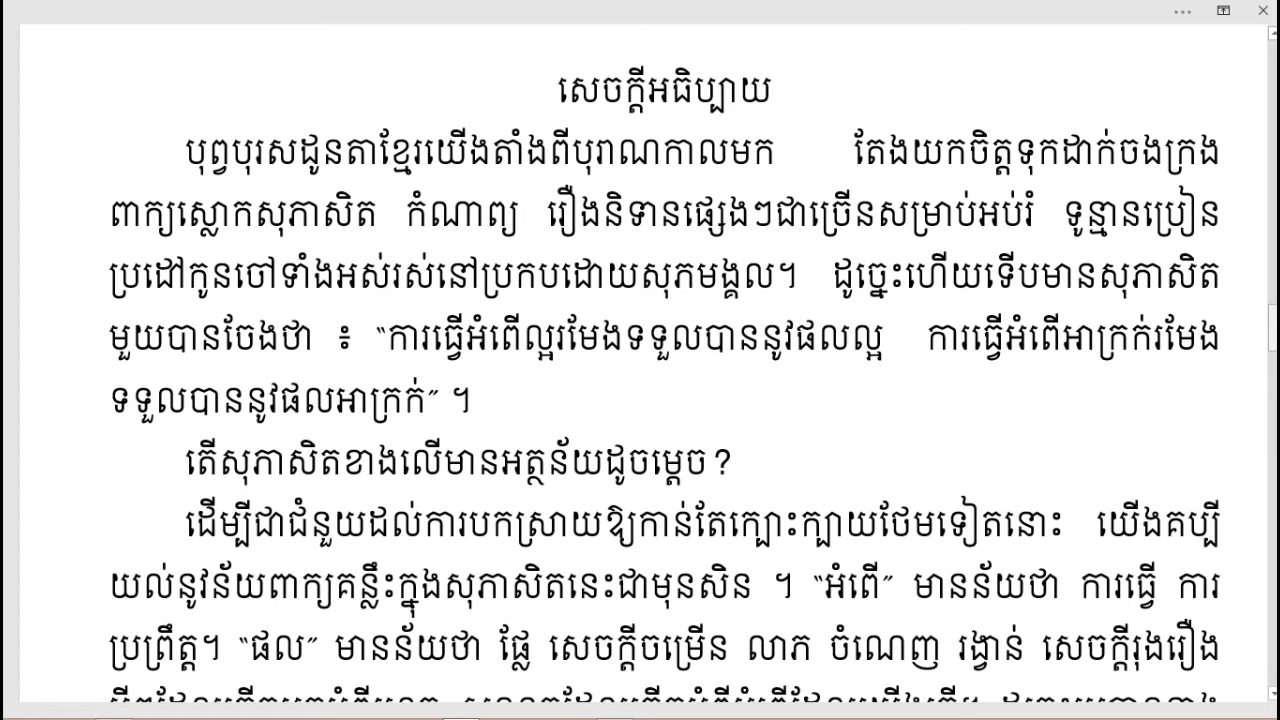 សេចក្តីអធិប្បាយ
បុព្វបុរសដូនតាខ្មែរយើងតាំងពីបុរាណកាលមក តែងយកចិត្តទុកដាក់ចងក្រង
ពាក្យស្លោកសុភាសិត កំណាព្យ រឿងនិទានផ្សេងៗជាច្រើនសម្រាប់អប់រំ ទូន្មានប្រៀន
ប្រដៅកូនចៅទាំងអស់រស់នៅប្រកបដោយសុភមង្គល។ ដូច្នេះហើយទើបមានសុភាសិត
មួយបានចែងថា ៖ “ការធ្វើអំពើល្អរមែងទទួលបាននូវផលល្អ ការធ្វើអំពើអាក្រក់រមែង
ទទួលបាននូវផលអាក្រក់” ។
តើសុភាសិតខាងលើមានអត្ថន័យដូចម្តេច?
ដើម្បីជាជំនួយដល់ការបកស្រាយឱ្យកាន់តែក្បោះក្បាយថែមទៀតនោះ យើងគប្បី
យល់នូវន័យពាក្យគន្លឹះក្នុងសុភាសិតនេះជាមុនសិន ។ “អំពើ” មានន័យថា ការធ្វើ ការ
ប្រព្រឹត្ត។ “ផល” មានន័យថា ផ្លែ សេចក្តីចម្រើន លាភ ចំណេញ រង្វាន់ សេចក្តីរុងរឿង